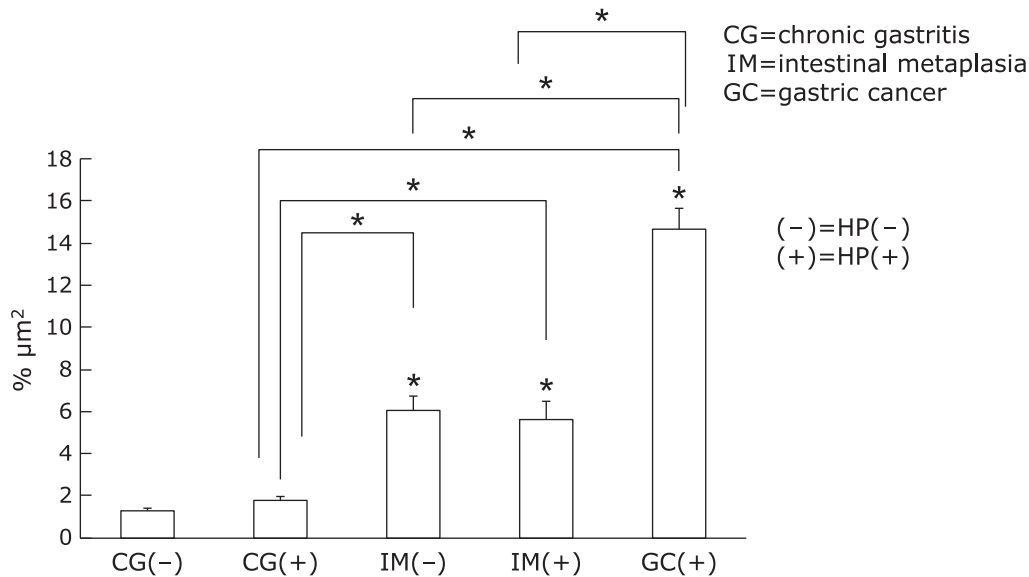 *
CG=chronic gastritis
IM=intestinal metaplasia
GC=gastric cancer
*
*
*
*
*
*
*
(−)=HP(−)
(+)=HP(+)
% µm²
18
16
14
12
10
8
6
4
2
0
CG(−) CG(+) IM(−) IM(+) GC(+)